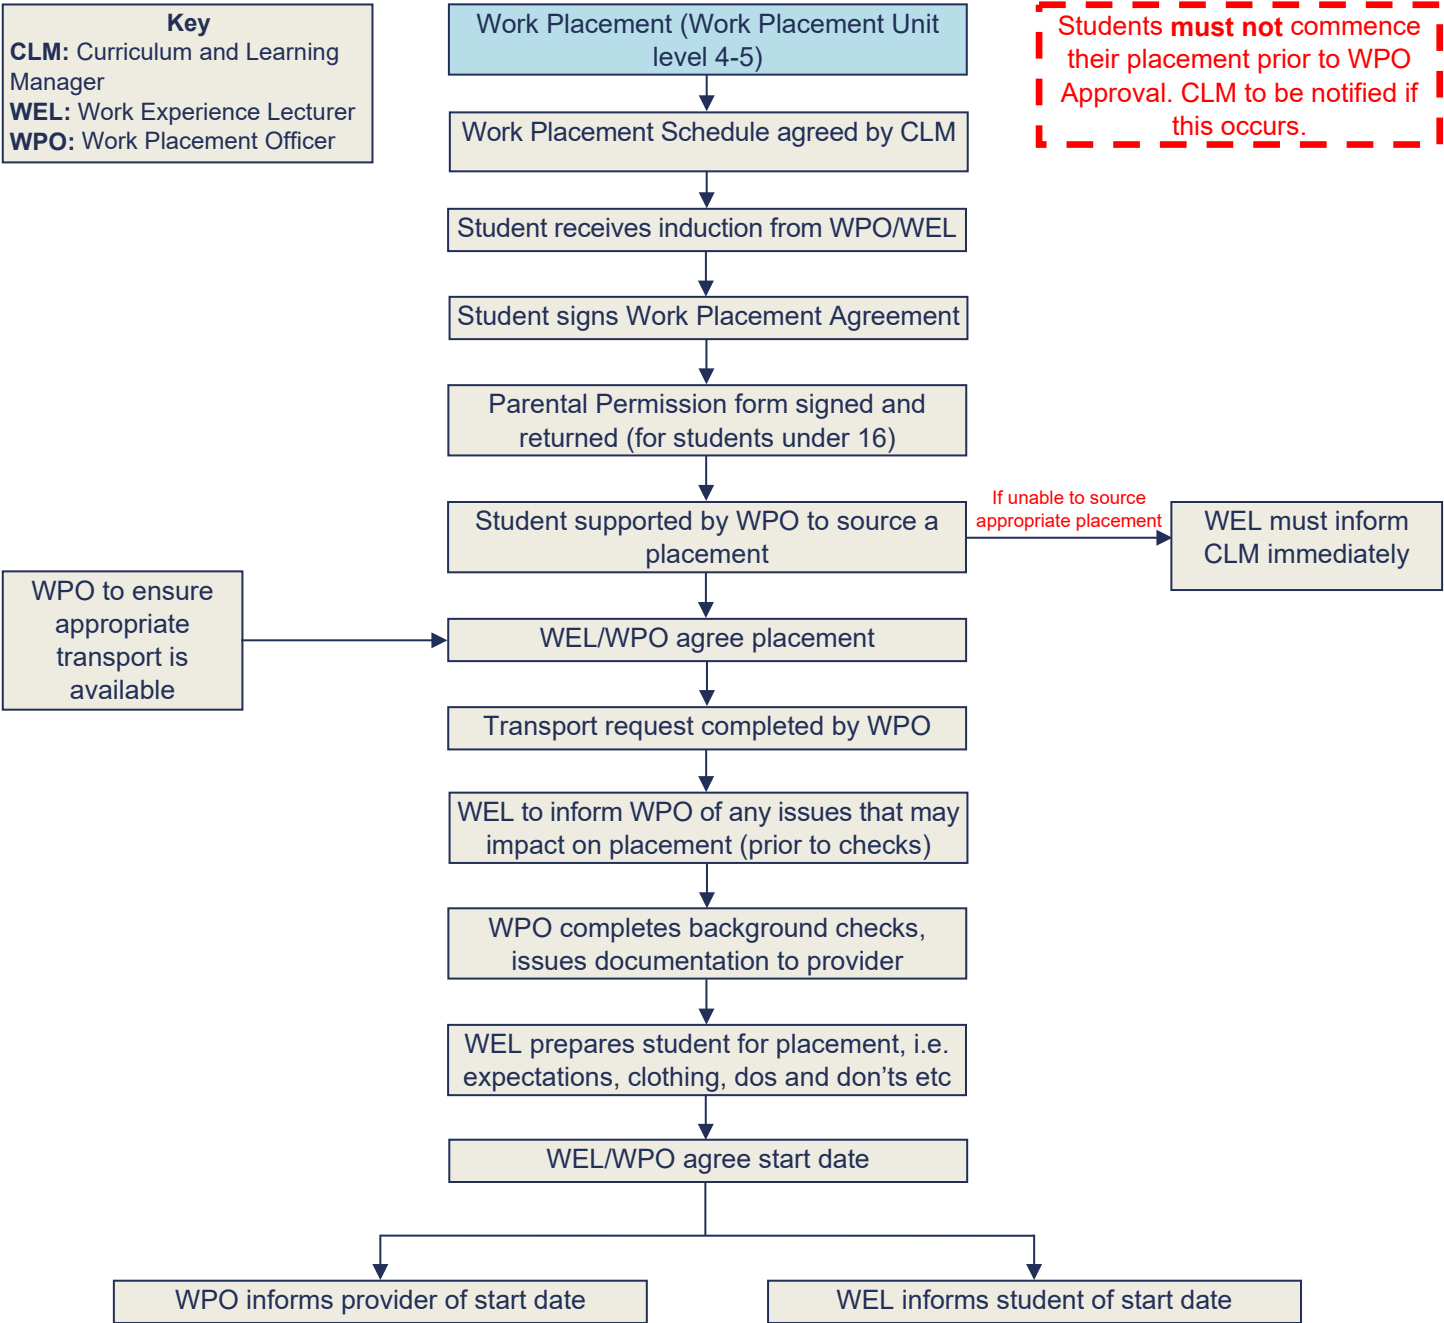 Key
CLM: Curriculum and Learning
Manager
WEL: Work Experience Lecturer
WPO: Work Placement Officer
Work Placement (Work Placement Unit
level 4-5)
Students must not commence
their placement prior to WPO
Approval. CLM to be notified if
this occurs.
Work Placement Schedule agreed by CLM
Student receives induction from WPO/WEL
Student signs Work Placement Agreement
Parental Permission form signed and
returned (for students under 16)
Student supported by WPO to source a
placement
If unable to source
appropriate placement
WEL must inform
CLM immediately
WPO to ensure
appropriate
transport is
available
WEL/WPO agree placement
Transport request completed by WPO
WEL to inform WPO of any issues that may
impact on placement (prior to checks)
WPO completes background checks,
issues documentation to provider
WEL prepares student for placement, i.e.
expectations, clothing, dos and don'ts etc
WEL/WPO agree start date
WPO informs provider of start date
WEL informs student of start date